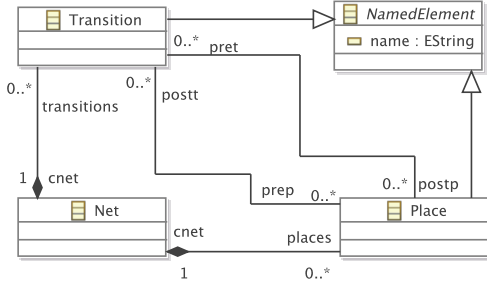 Transition
NamedElement
name : EString
0..*
pret
0..*
postt
0..*
transitions
1
cnet
prep
0..*
0..*
postp
Net
Place
cnet
places
1
0..*